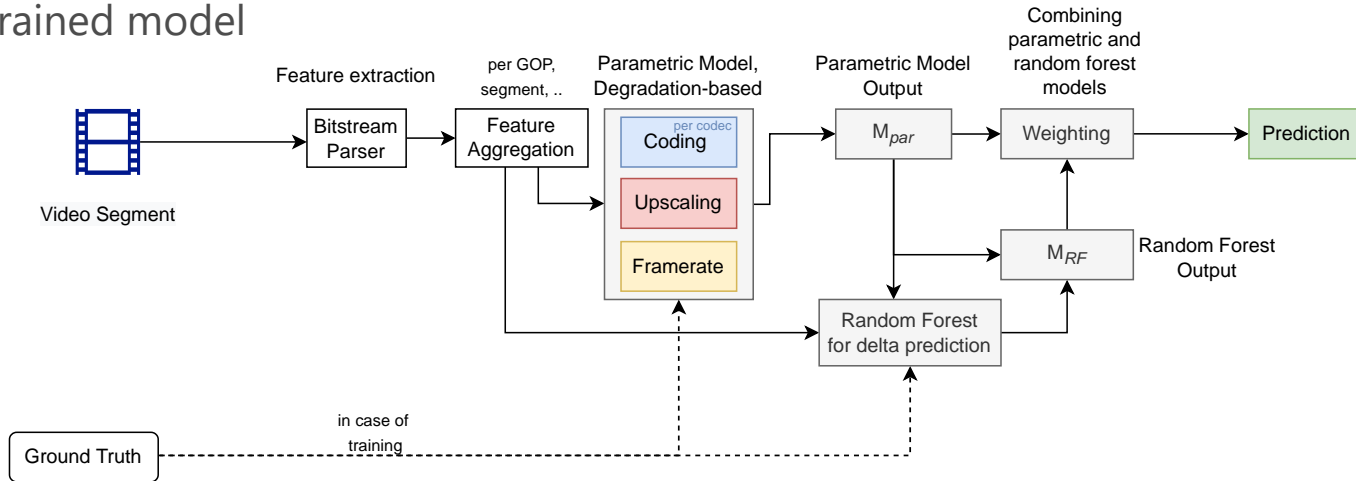 rained model
Feature extraction
Video Segment
Bitstream
Parser
per GOP,
segment, ..
Feature
Aggregation
Parametric Model,
Degradation-based
per codec
Coding
Upscaling
Framerate
Parametric Model
Output
M_par
Combining
parametric and
random forest
models
Weighting
Prediction
M_RF
Random Forest
Output
Random Forest
for delta prediction
in case of
training
Ground Truth